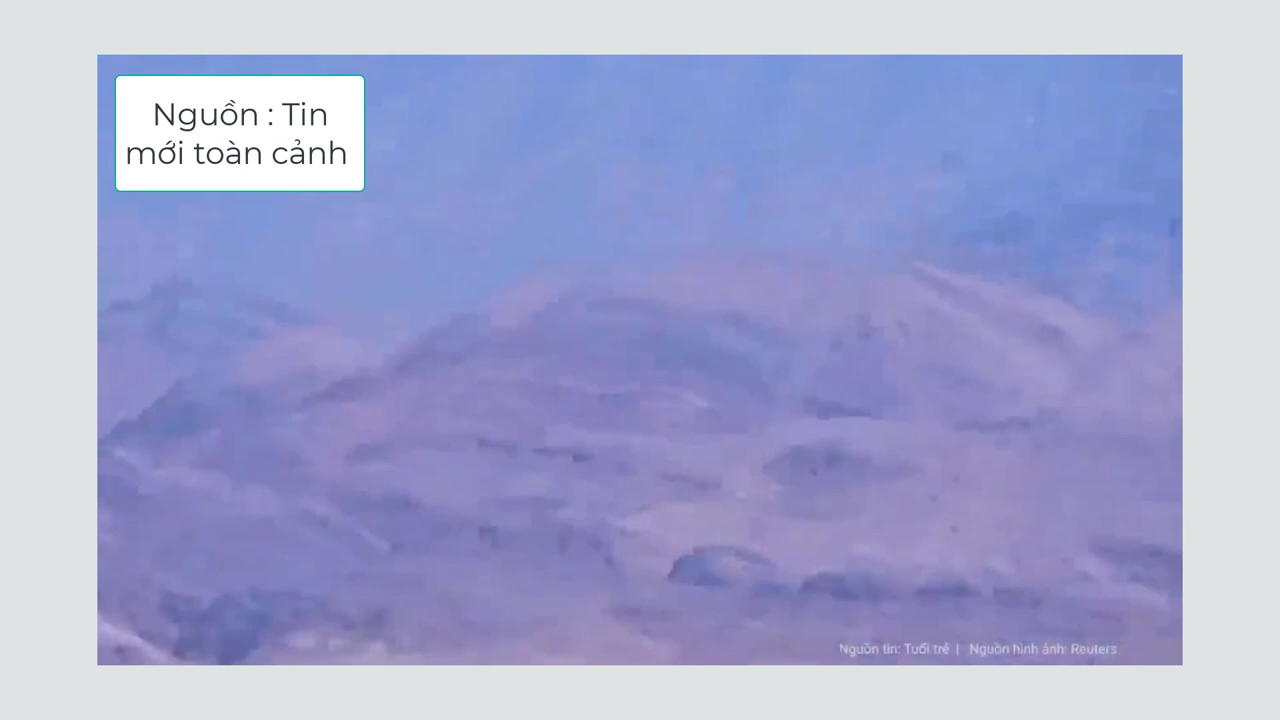 Nguồn : Tin
mới toàn cảnh
Nguồn tin: Tuổi trẻ | Nguồn hình ảnh: Reuters